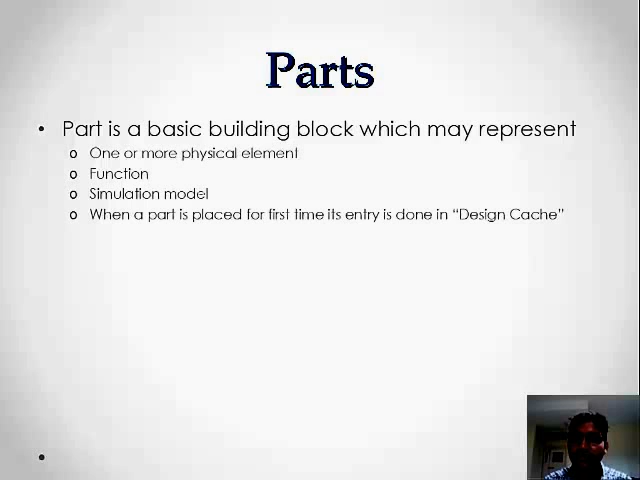 Parts
• Part is a basic building block which may represent
o One or more physical element
o Function
o Simulation model
o When a part is placed for first time its entry is done in “Design Cache”
•